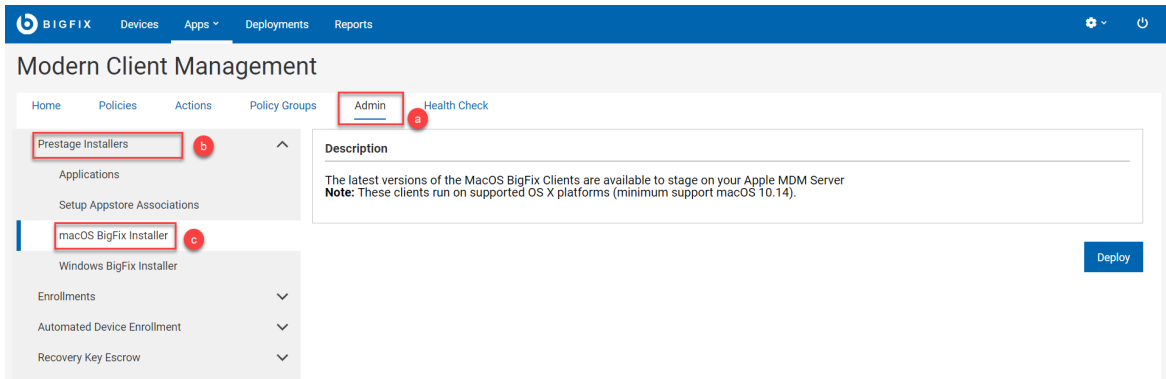 BIGFIX Devices Apps Deployments Reports
Modern Client Management
Home Policies Actions Policy Groups Admin Health Check
a
Prestage Installers
b
Applications
Setup Appstore Associations
macOS BigFix Installer
c
Windows BigFix Installer
Enrollments
Automated Device Enrollment
Recovery Key Escrow
Description
The latest versions of the MacOS BigFix Clients are available to stage on your Apple MDM Server
Note: These clients run on supported OS X platforms (minimum support macOS 10.14).
Deploy